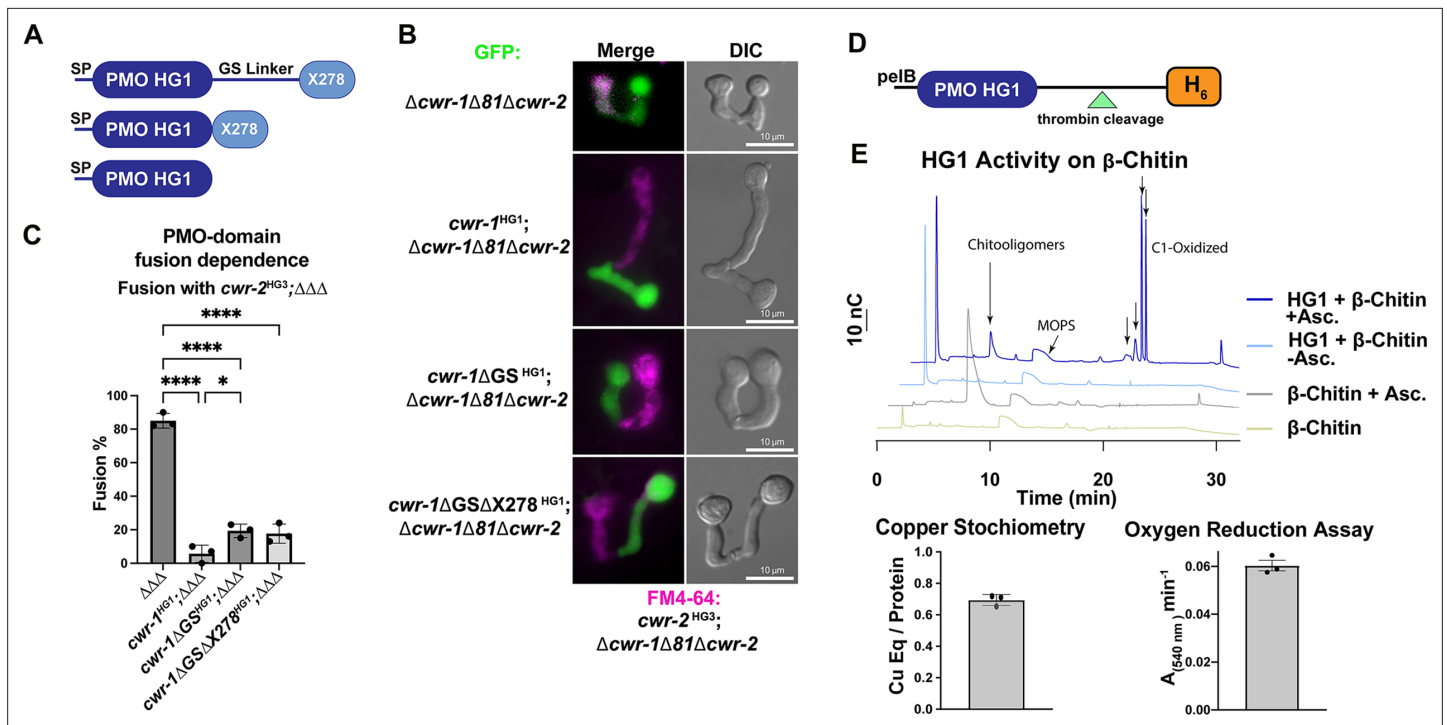 A
SP
PMO HG1
GS Linker
X278
SP
PMO HG1
X278
SP
PMO HG1
B
GFP:
Merge
DIC
Δcwr-1Δ81Δcwr-2
10 µm
cwr-1HG1;
Δcwr-1Δ81Δcwr-2
10 µm
cwr-1ΔGSHG1;
Δcwr-1Δ81Δcwr-2
10 µm
cwr-1ΔGSΔX278HG1;
Δcwr-1Δ81Δcwr-2
10 µm
FM4-64:
cwr-2HG3;
Δcwr-1Δ81Δcwr-2
C
PMO-domain
fusion dependence
Fusion with cwr-2HG3;ΔΔΔ
****
****
**** *
Fusion %
100
80
60
40
20
0
ΔΔΔ
cwr-1HG1;ΔΔΔ
cwr-1ΔGSHG1;ΔΔΔ
cwr-1ΔGSΔX278HG1;ΔΔΔ
D
pelB
PMO HG1
H6
thrombin cleavage
E
HG1 Activity on β-Chitin
10 nC
Chitooligomers
MOPS
C1-Oxidized
HG1 + β-Chitin
+Asc.
HG1 + β-Chitin
-Asc.
β-Chitin + Asc.
β-Chitin
0 10 20 30
Time (min)
Copper Stochiometry
Cu Eq / Protein
1.0
0.8
0.6
0.4
0.2
0.0
Oxygen Reduction Assay
A(540 nm) min-1
0.06
0.04
0.02
0.00